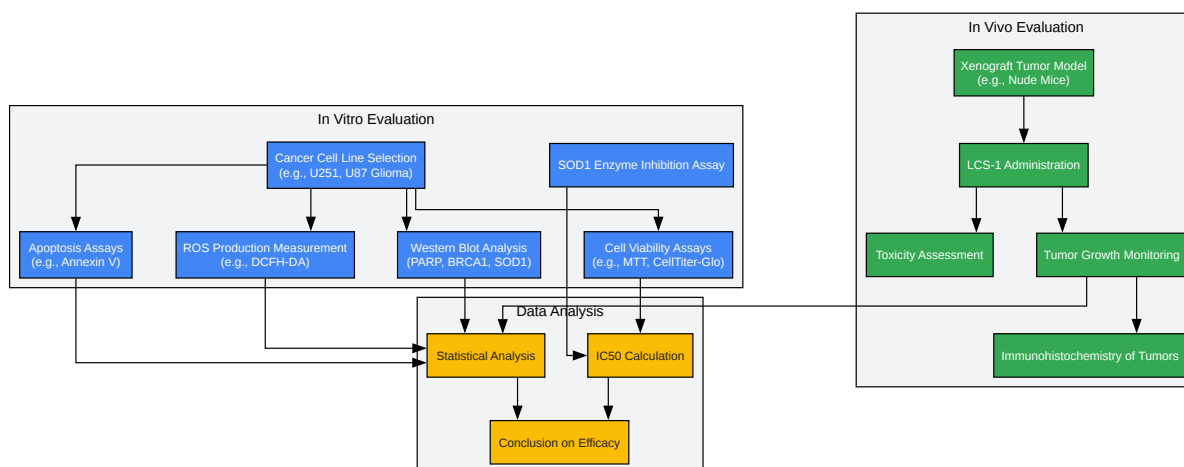 In Vivo Evaluation
Xenograft Tumor Model
(e.g., Nude Mice)
In Vitro Evaluation
Cancer Cell Line Selection
(e.g., U251, U87 Glioma)
SOD1 Enzyme Inhibition Assay
LCS-1 Administration
Apoptosis Assays
(e.g., Annexin V)
ROS Production Measurement
(e.g., DCFH-DA)
Western Blot Analysis
(PARP, BRCA1, SOD1)
Cell Viability Assays
(e.g., MTT, CellTiter-Glo)
Toxicity Assessment
Tumor Growth Monitoring
Data Analysis
Statistical Analysis
IC50 Calculation
Immunohistochemistry of Tumors
Conclusion on Efficacy